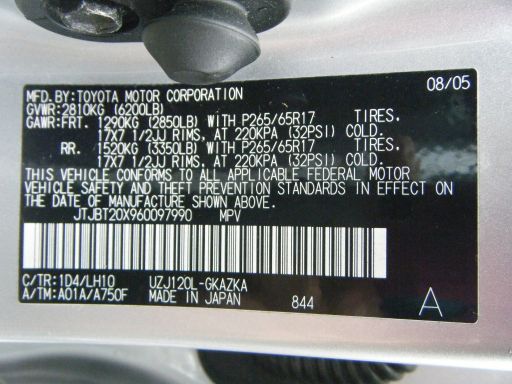 MFD. BY: TOYOTA MOTOR CORPORATION 08/05
GVWR: 2810KG (6200LB)
GAWR: FRT. 1290KG (2850LB) WITH P265/65R17 TIRES.
17X7 1/2JJ RIMS, AT 220KPA (32PSI) COLD.
RR. 1520KG (3350LB) WITH P265/65R17 TIRES.
17X7 1/2JJ RIMS, AT 220KPA (32PSI) COLD.
THIS VEHICLE CONFORMS TO ALL APPLICABLE FEDERAL MOTOR
VEHICLE SAFETY AND THEFT PREVENTION STANDARDS IN EFFECT ON
THE DATE OF MANUFACTURE SHOWN ABOVE.
JTJBT20X960097990 MPV
C/TR: 1D4/LH10 UZJ120L-GKAZKA
A/TM: A01A/A750F MADE IN JAPAN 844 A